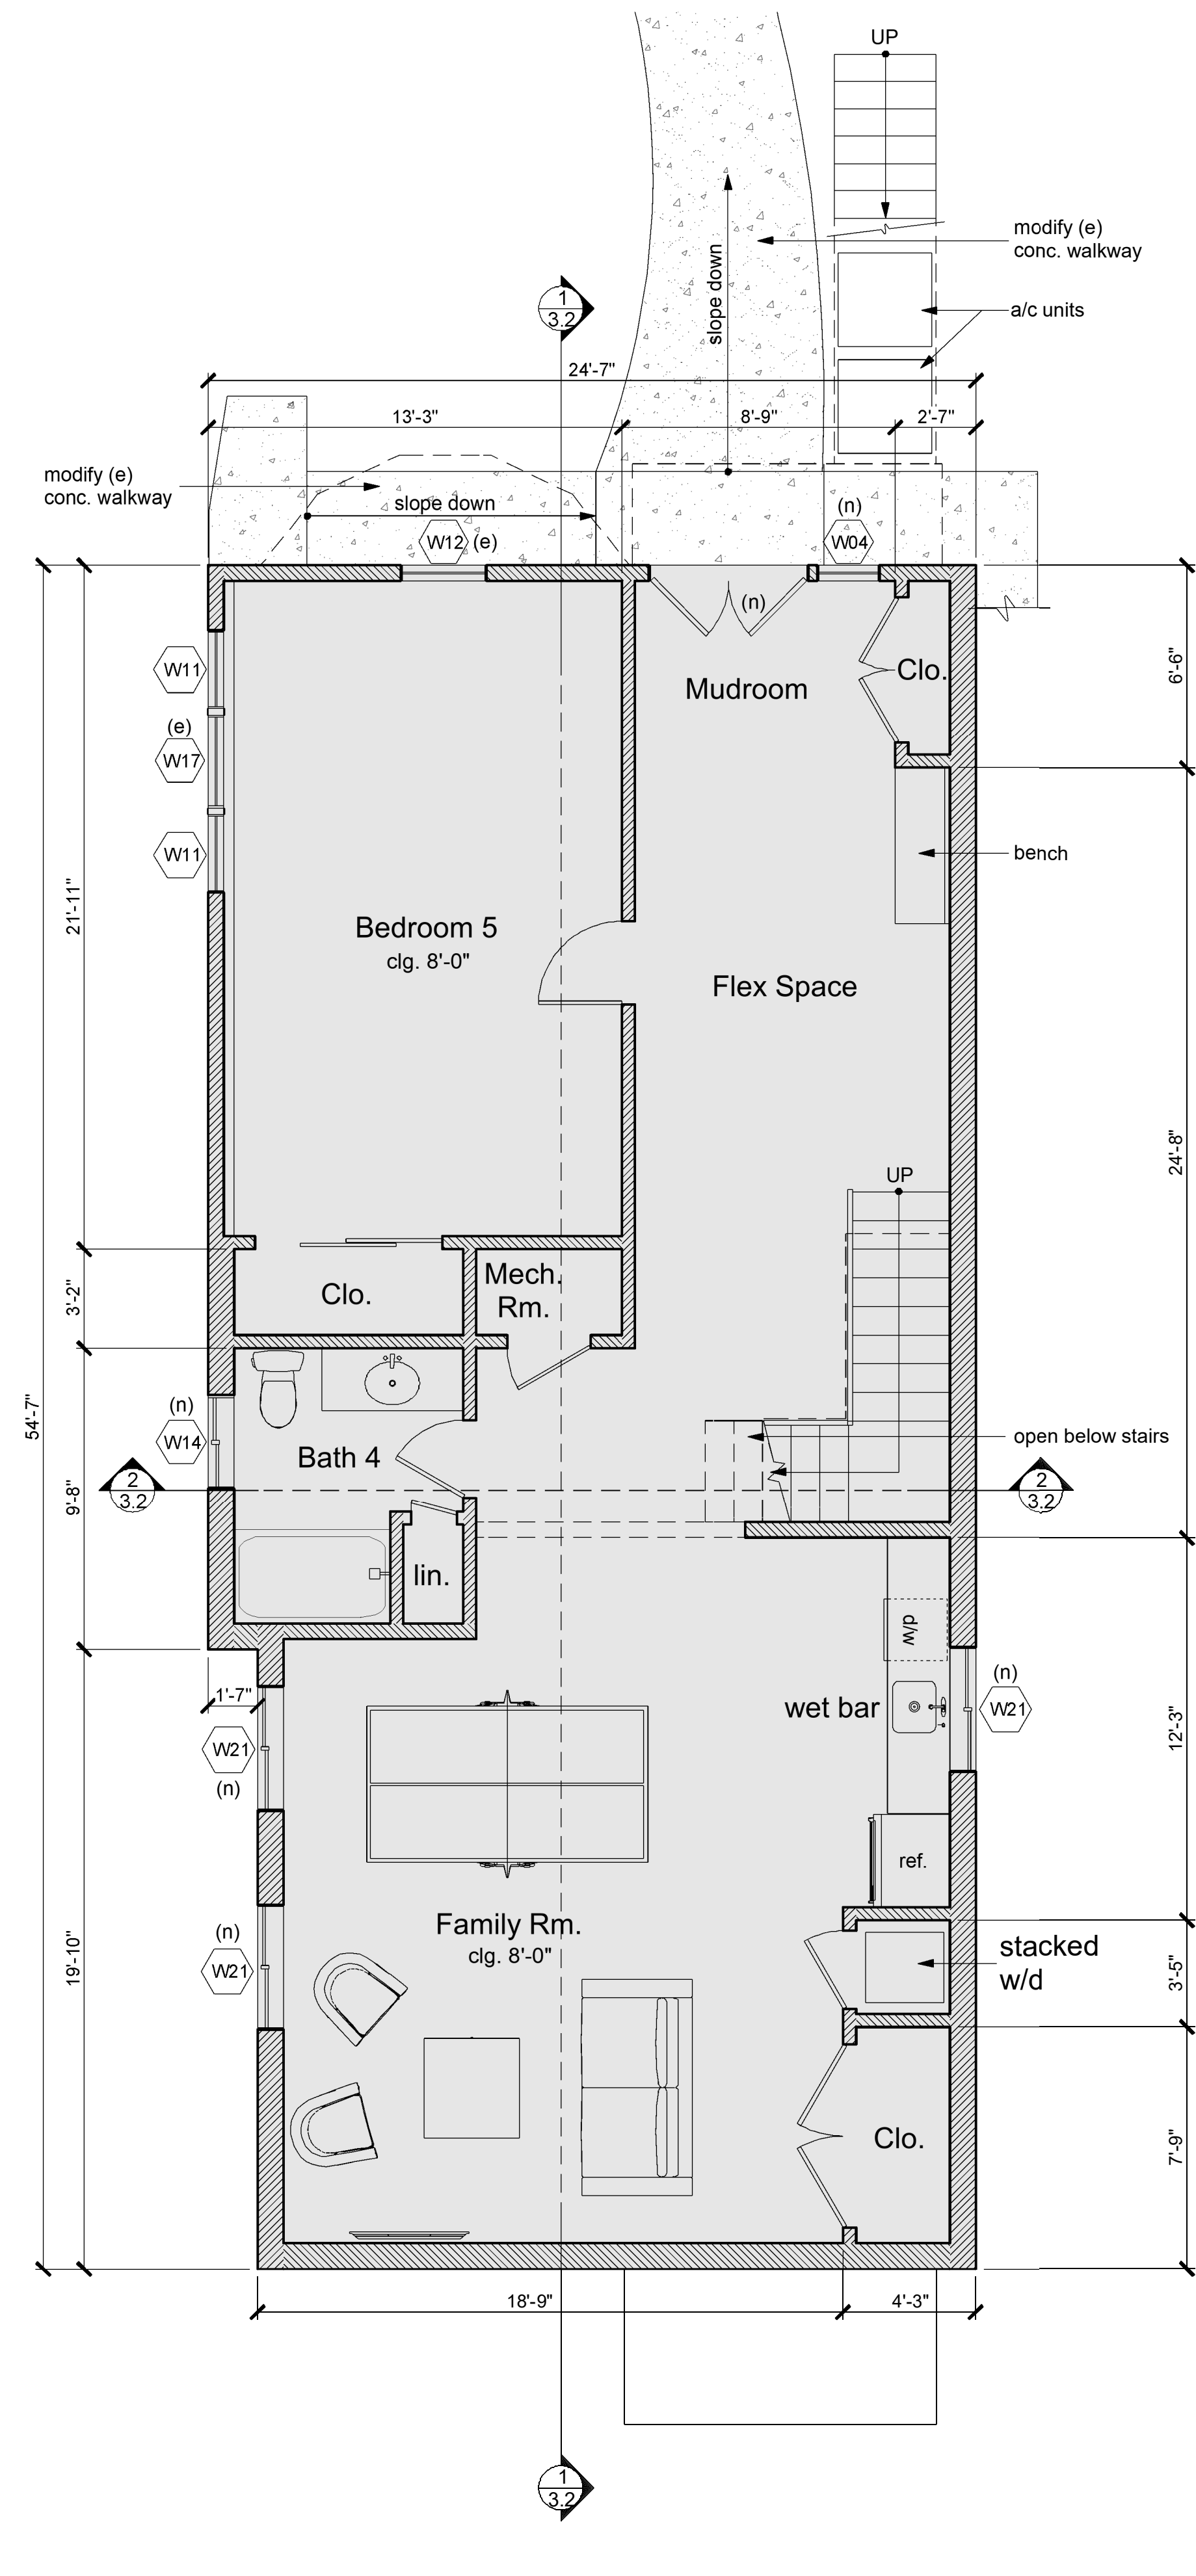 UP
modify (e)
conc. walkway
slope down
a/c units
1
3.2
24'-7"
13'-3"
8'-9"
2'-7"
modify (e)
conc. walkway
slope down
W12
(e)
(n)
W04
(n)
Clo.
6'-6"
W11
Mudroom
(e)
W17
W11
bench
21'-11"
Bedroom 5
clg. 8'-0"
Flex Space
24'-8"
UP
Mech.
Rm.
Clo.
3'-2"
54'-7"
(n)
W14
open below stairs
Bath 4
2
3.2
2
3.2
9'-8"
lin.
d/w
1'-7"
wet bar
(n)
W21
12'-3"
W21
(n)
ref.
Family Rm.
clg. 8'-0"
(n)
W21
19'-10"
stacked
w/d
3'-5"
Clo.
7'-9"
18'-9"
4'-3"
1
3.2